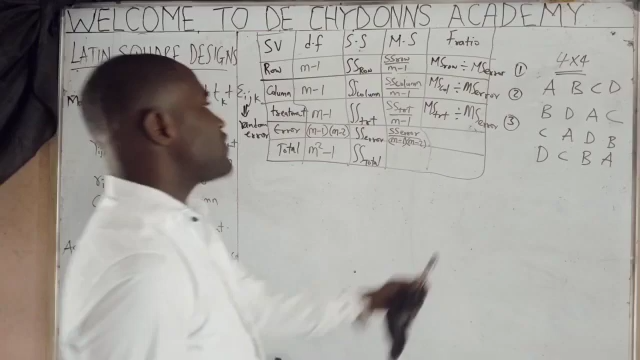 WELCOME TO DE CHYDONNS ACADEMY
LATIN SQUARE DESIGNS
random
error
SV d.f S.S M.S Fratio
Row m-1 SSRow SSrow/m-1 MSrow ÷ MSerror ①
Column m-1 SScolumn SScolumn/m-1 MScol ÷ MSerror ②
treatment m-1 SStrt SStrt/m-1 MStrt ÷ MSerror ③
Error (m-1)(m-2) SSerror SSerror/(m-1)(m-2)
Total m²-1 SSTotal
4x4
A B C D
B D A C
C A D B
D C B A